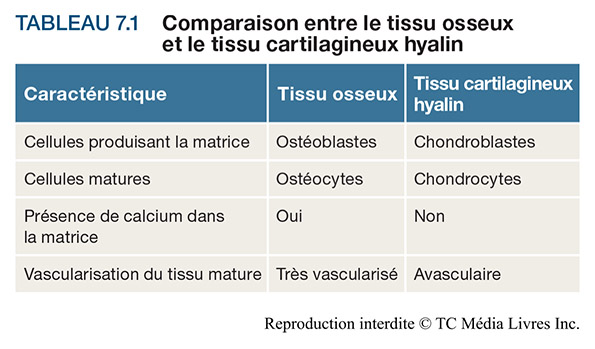 TABLEAU 7.1 Comparaison entre le tissu osseux
et le tissu cartilagineux hyalin
Caractéristique Tissu osseux Tissu cartilagineux
hyalin
Cellules produisant la matrice Ostéoblastes Chondroblastes
Cellules matures Ostéocytes Chondrocytes
Présence de calcium dans Oui Non
la matrice
Vascularisation du tissu mature Très vascularisé Avasculaire
Reproduction interdite © TC Média Livres Inc.